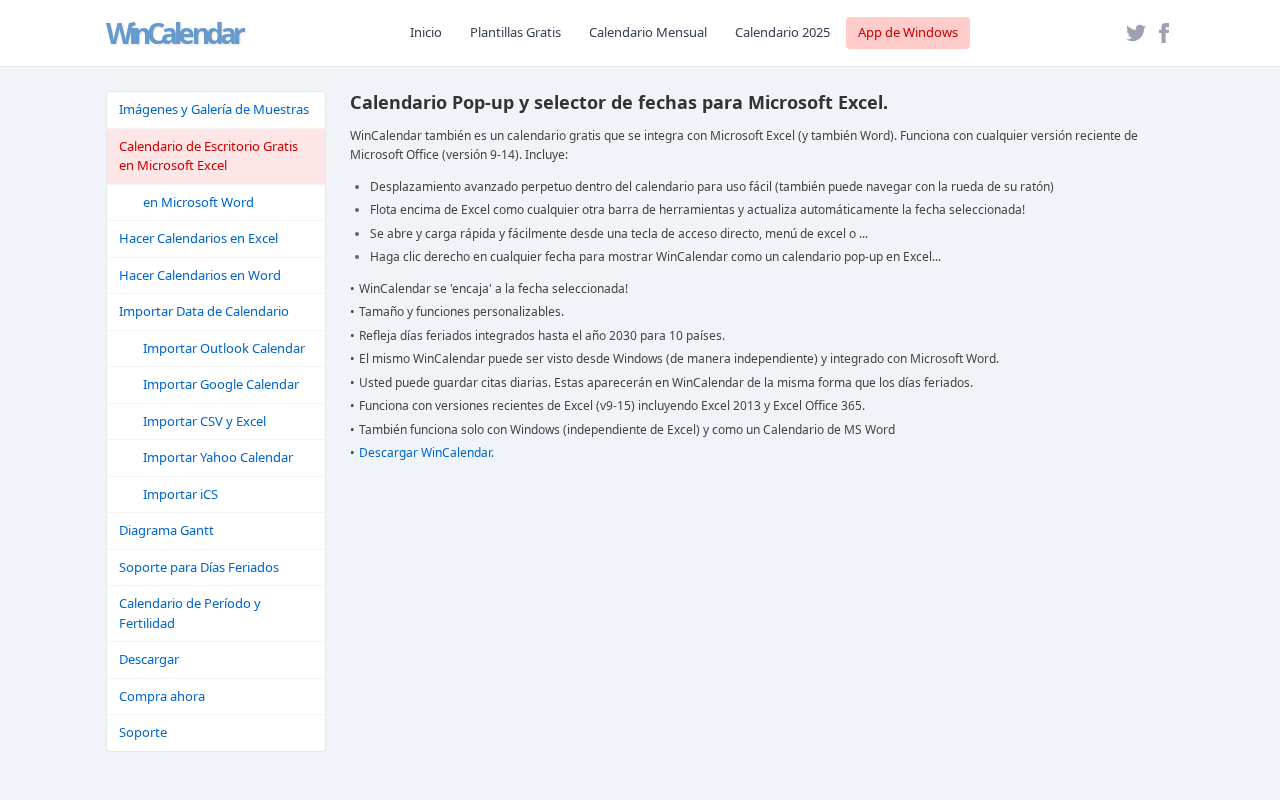 WinCalendar
Inicio
Plantillas Gratis
Calendario Mensual
Calendario 2025
App de Windows
Imágenes y Galería de Muestras
Calendario de Escritorio Gratis
en Microsoft Excel
en Microsoft Word
Hacer Calendarios en Excel
Hacer Calendarios en Word
Importar Data de Calendario
Importar Outlook Calendar
Importar Google Calendar
Importar CSV y Excel
Importar Yahoo Calendar
Importar iCS
Diagrama Gantt
Soporte para Días Feriados
Calendario de Período y
Fertilidad
Descargar
Compra ahora
Soporte
Calendario Pop-up y selector de fechas para Microsoft Excel.
WinCalendar también es un calendario gratis que se integra con Microsoft Excel (y también Word). Funciona con cualquier versión reciente de
Microsoft Office (versión 9-14). Incluye:
• Desplazamiento avanzado perpetuo dentro del calendario para uso fácil (también puede navegar con la rueda de su ratón)
• Flota encima de Excel como cualquier otra barra de herramientas y actualiza automáticamente la fecha seleccionada!
• Se abre y carga rápida y fácilmente desde una tecla de acceso directo, menú de excel o ...
• Haga clic derecho en cualquier fecha para mostrar WinCalendar como un calendario pop-up en Excel...
• WinCalendar se 'encaja' a la fecha seleccionada!
• Tamaño y funciones personalizables.
• Refleja días feriados integrados hasta el año 2030 para 10 países.
• El mismo WinCalendar puede ser visto desde Windows (de manera independiente) y integrado con Microsoft Word.
• Usted puede guardar citas diarias. Estas aparecerán en WinCalendar de la misma forma que los días feriados.
• Funciona con versiones recientes de Excel (v9-15) incluyendo Excel 2013 y Excel Office 365.
• También funciona solo con Windows (independiente de Excel) y como un Calendario de MS Word
• Descargar WinCalendar.